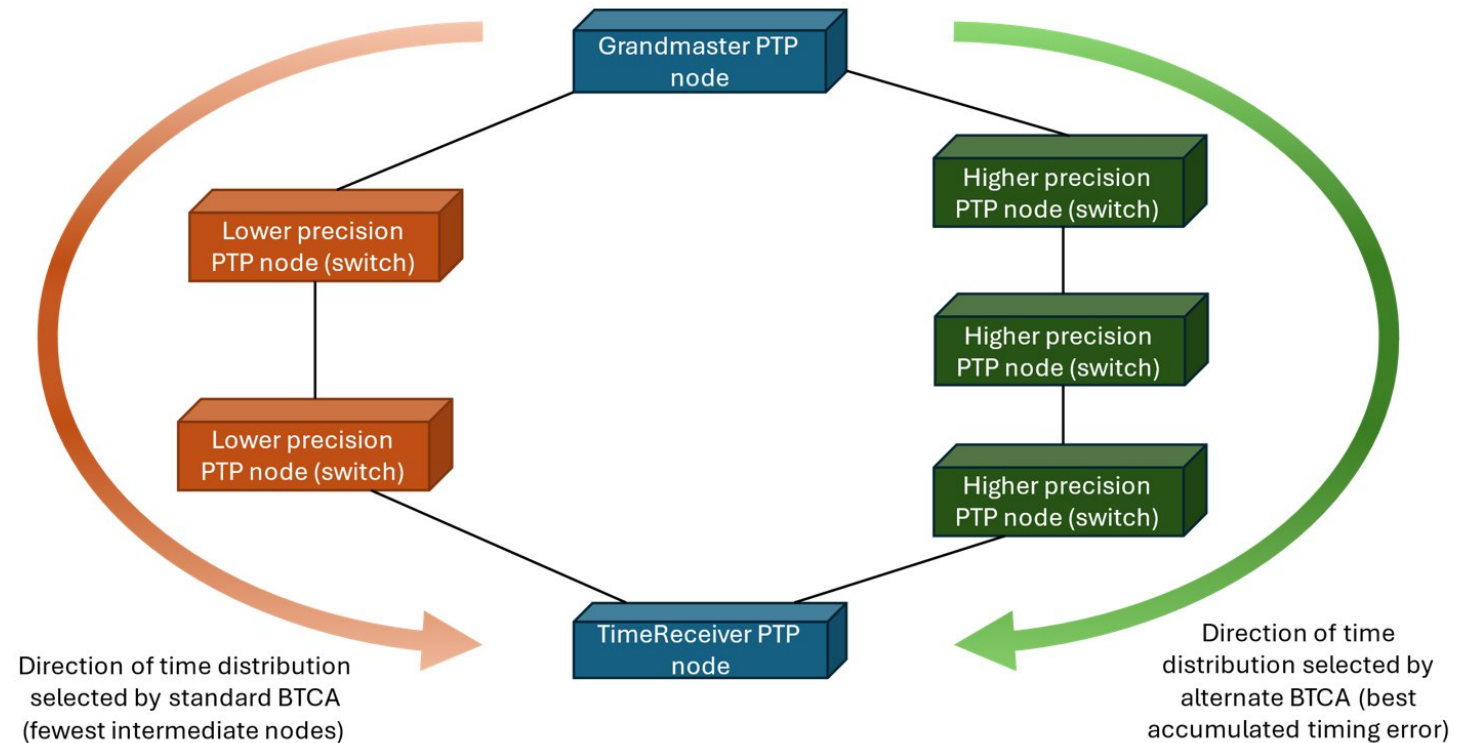 Grandmaster PTP
node
Lower precision
PTP node (switch)
Lower precision
PTP node (switch)
Higher precision
PTP node (switch)
Higher precision
PTP node (switch)
Higher precision
PTP node (switch)
TimeReceiver PTP
node
Direction of time distribution
selected by standard BTCA
(fewest intermediate nodes)
Direction of time
distribution selected by
alternate BTCA (best
accumulated timing error)